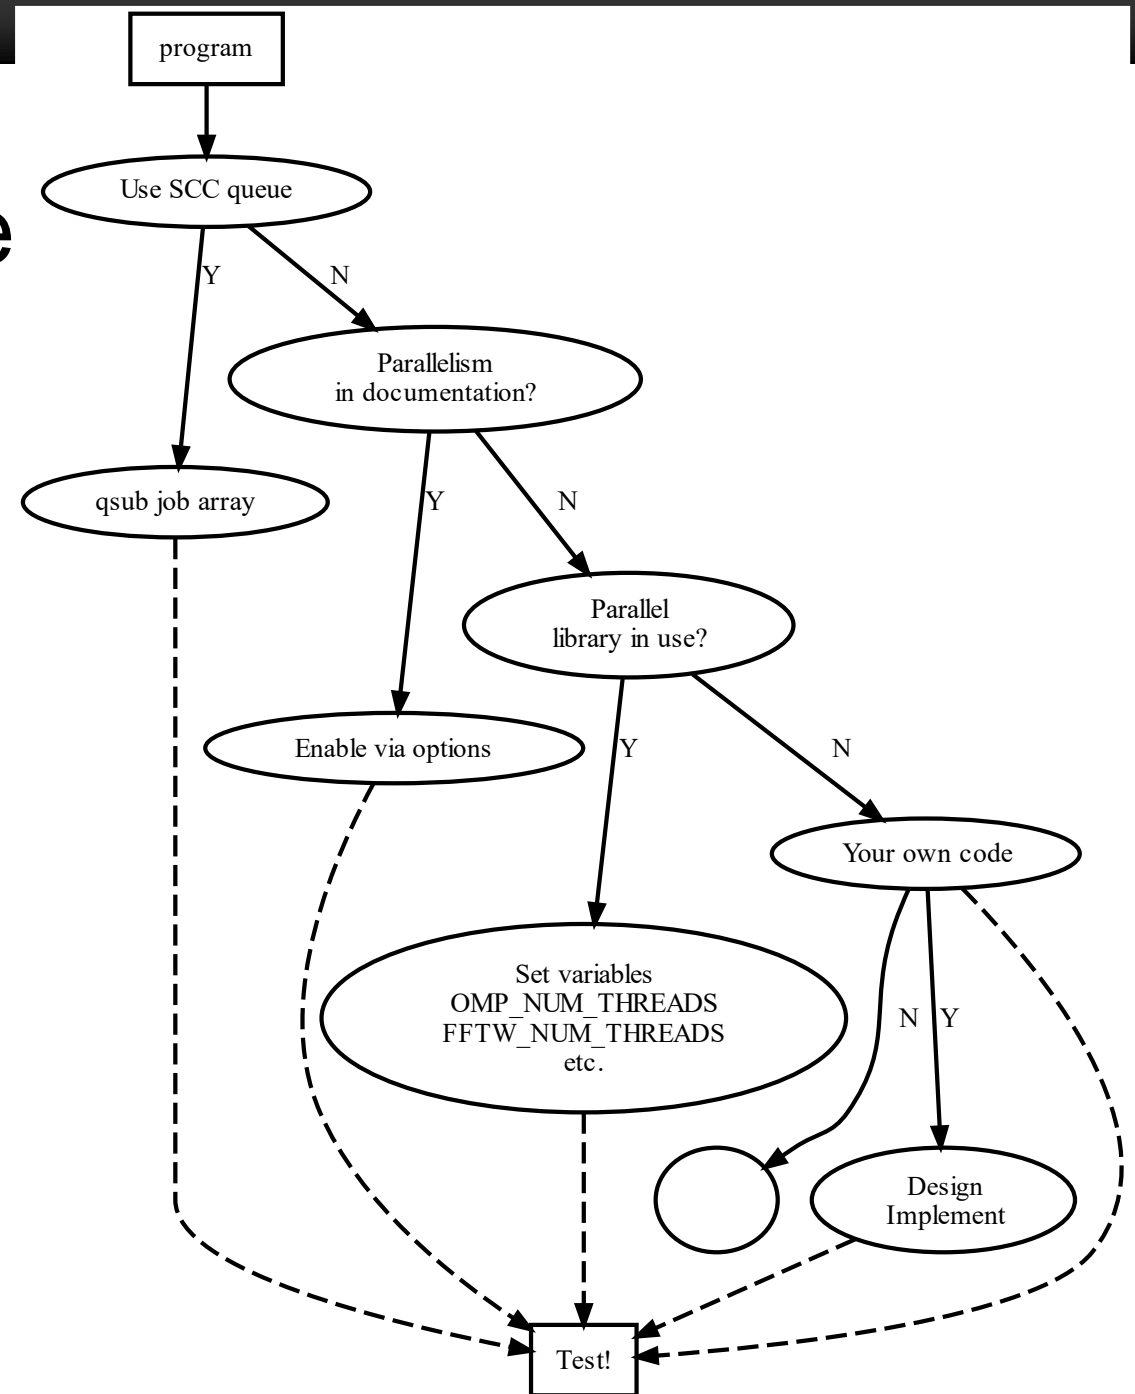 program
Use SCC queue
e
Y
N
Parallelism
in documentation?
qsub job array
Y
N
Parallel
library in use?
Enable via options
Y
N
Your own code
Set variables
OMP_NUM_THREADS
FFTW_NUM_THREADS
etc.
N
Y
Design
Implement
Test!